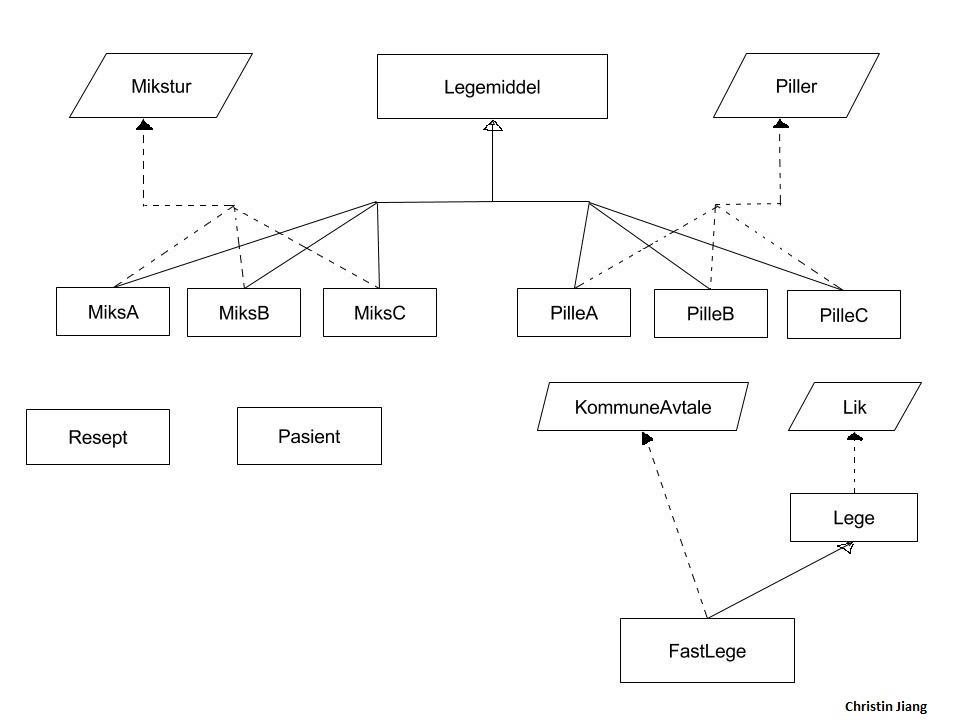 Mikstur
Legemiddel
Piller
MiksA
MiksB
MiksC
PilleA
PilleB
PilleC
KommuneAvtale
Lik
Resept
Pasient
Lege
FastLege
Christin Jiang